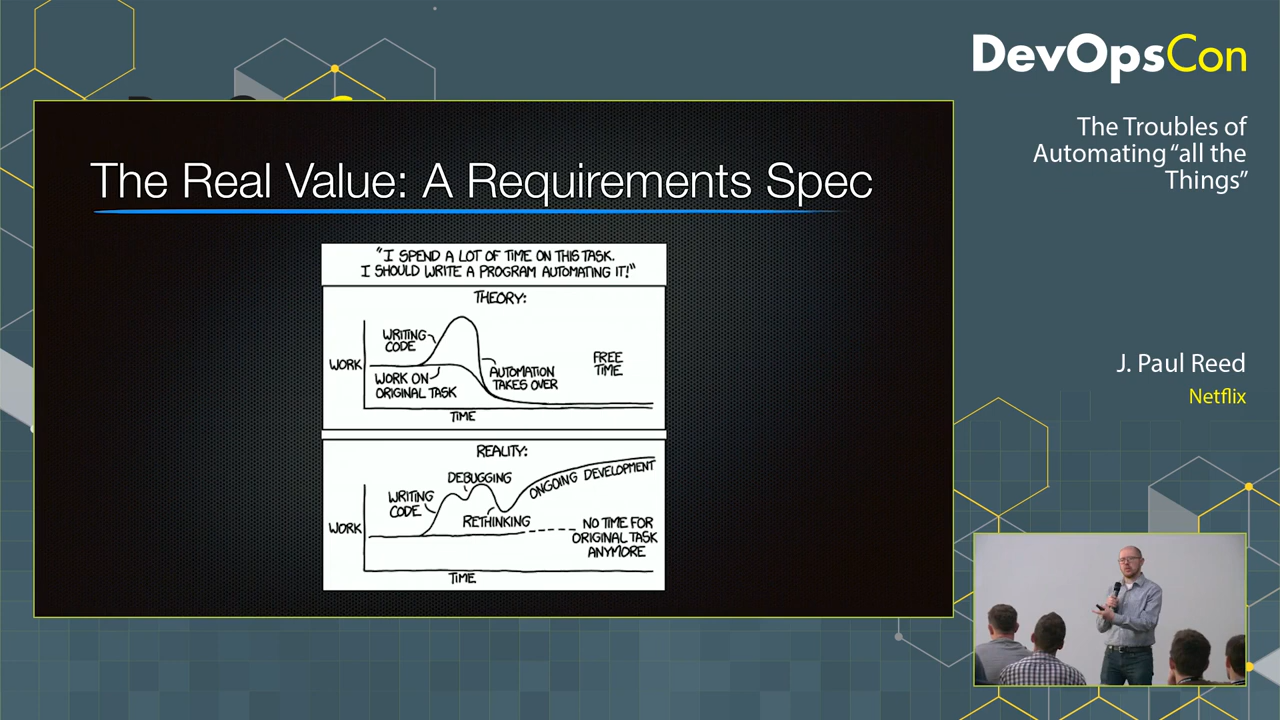 DevOpsCon
The Troubles of
Automating “all the
Things”
The Real Value: A Requirements Spec
"I SPEND A LOT OF TIME ON THIS TASK.
I SHOULD WRITE A PROGRAM AUTOMATING IT!"
THEORY:
WRITING
CODE
WORK
WORK ON
ORIGINAL TASK
AUTOMATION
TAKES OVER
FREE
TIME
TIME
REALITY:
WRITING
CODE
DEBUGGING
RETHINKING
ONGOING DEVELOPMENT
WORK
NO TIME FOR
ORIGINAL TASK
ANYMORE
TIME
J. Paul Reed
Netflix